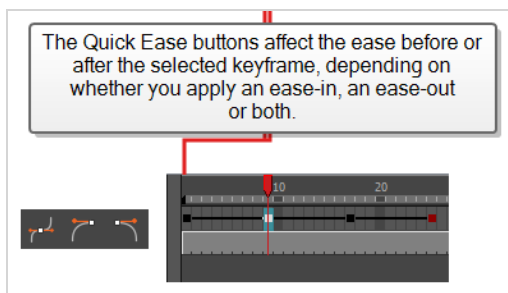 The Quick Ease buttons affect the ease before or
after the selected keyframe, depending on
whether you apply an ease-in, an ease-out
or both.
10 20